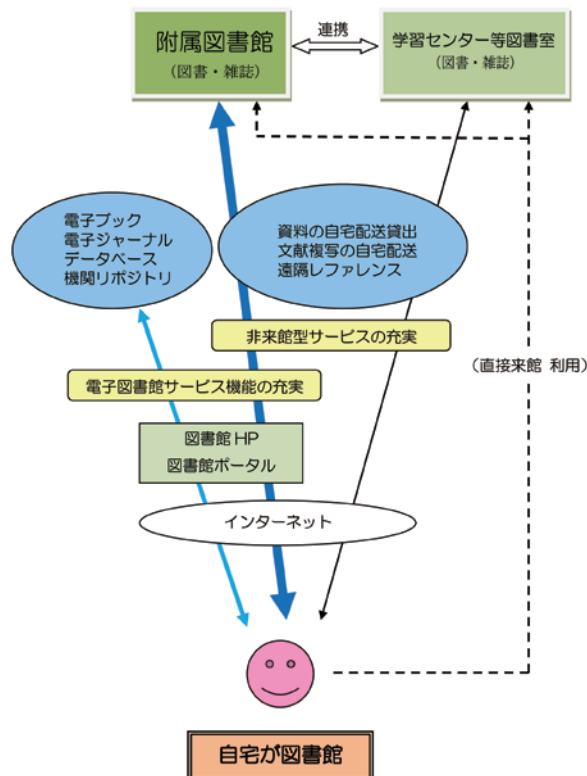 附属図書館
（図書・雑誌）
連携
学習センター等図書室
（図書・雑誌）
電子ブック
電子ジャーナル
データベース
機関リポジトリ
資料の自宅配送貸出
文献複写の自宅配送
遠隔レファレンス
非来館型サービスの充実
（直接来館 利用）
電子図書館サービス機能の充実
図書館 HP
図書館ポータル
インターネット
自宅が図書館